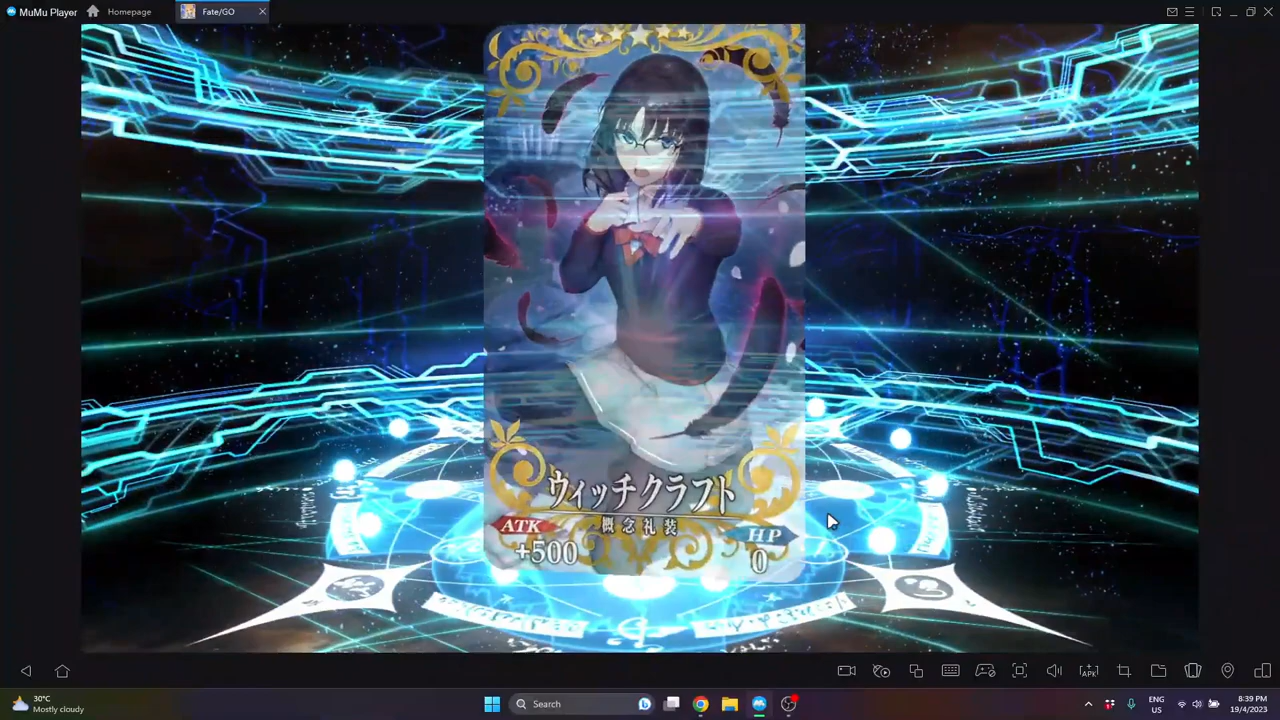 MuMu Player
Homepage
Fate/GO
ウィッチクラフト
概念礼装
ATK
+500
HP
0
APK
30°C
Mostly cloudy
Search
ENG
US
8:39 PM
19/4/2023